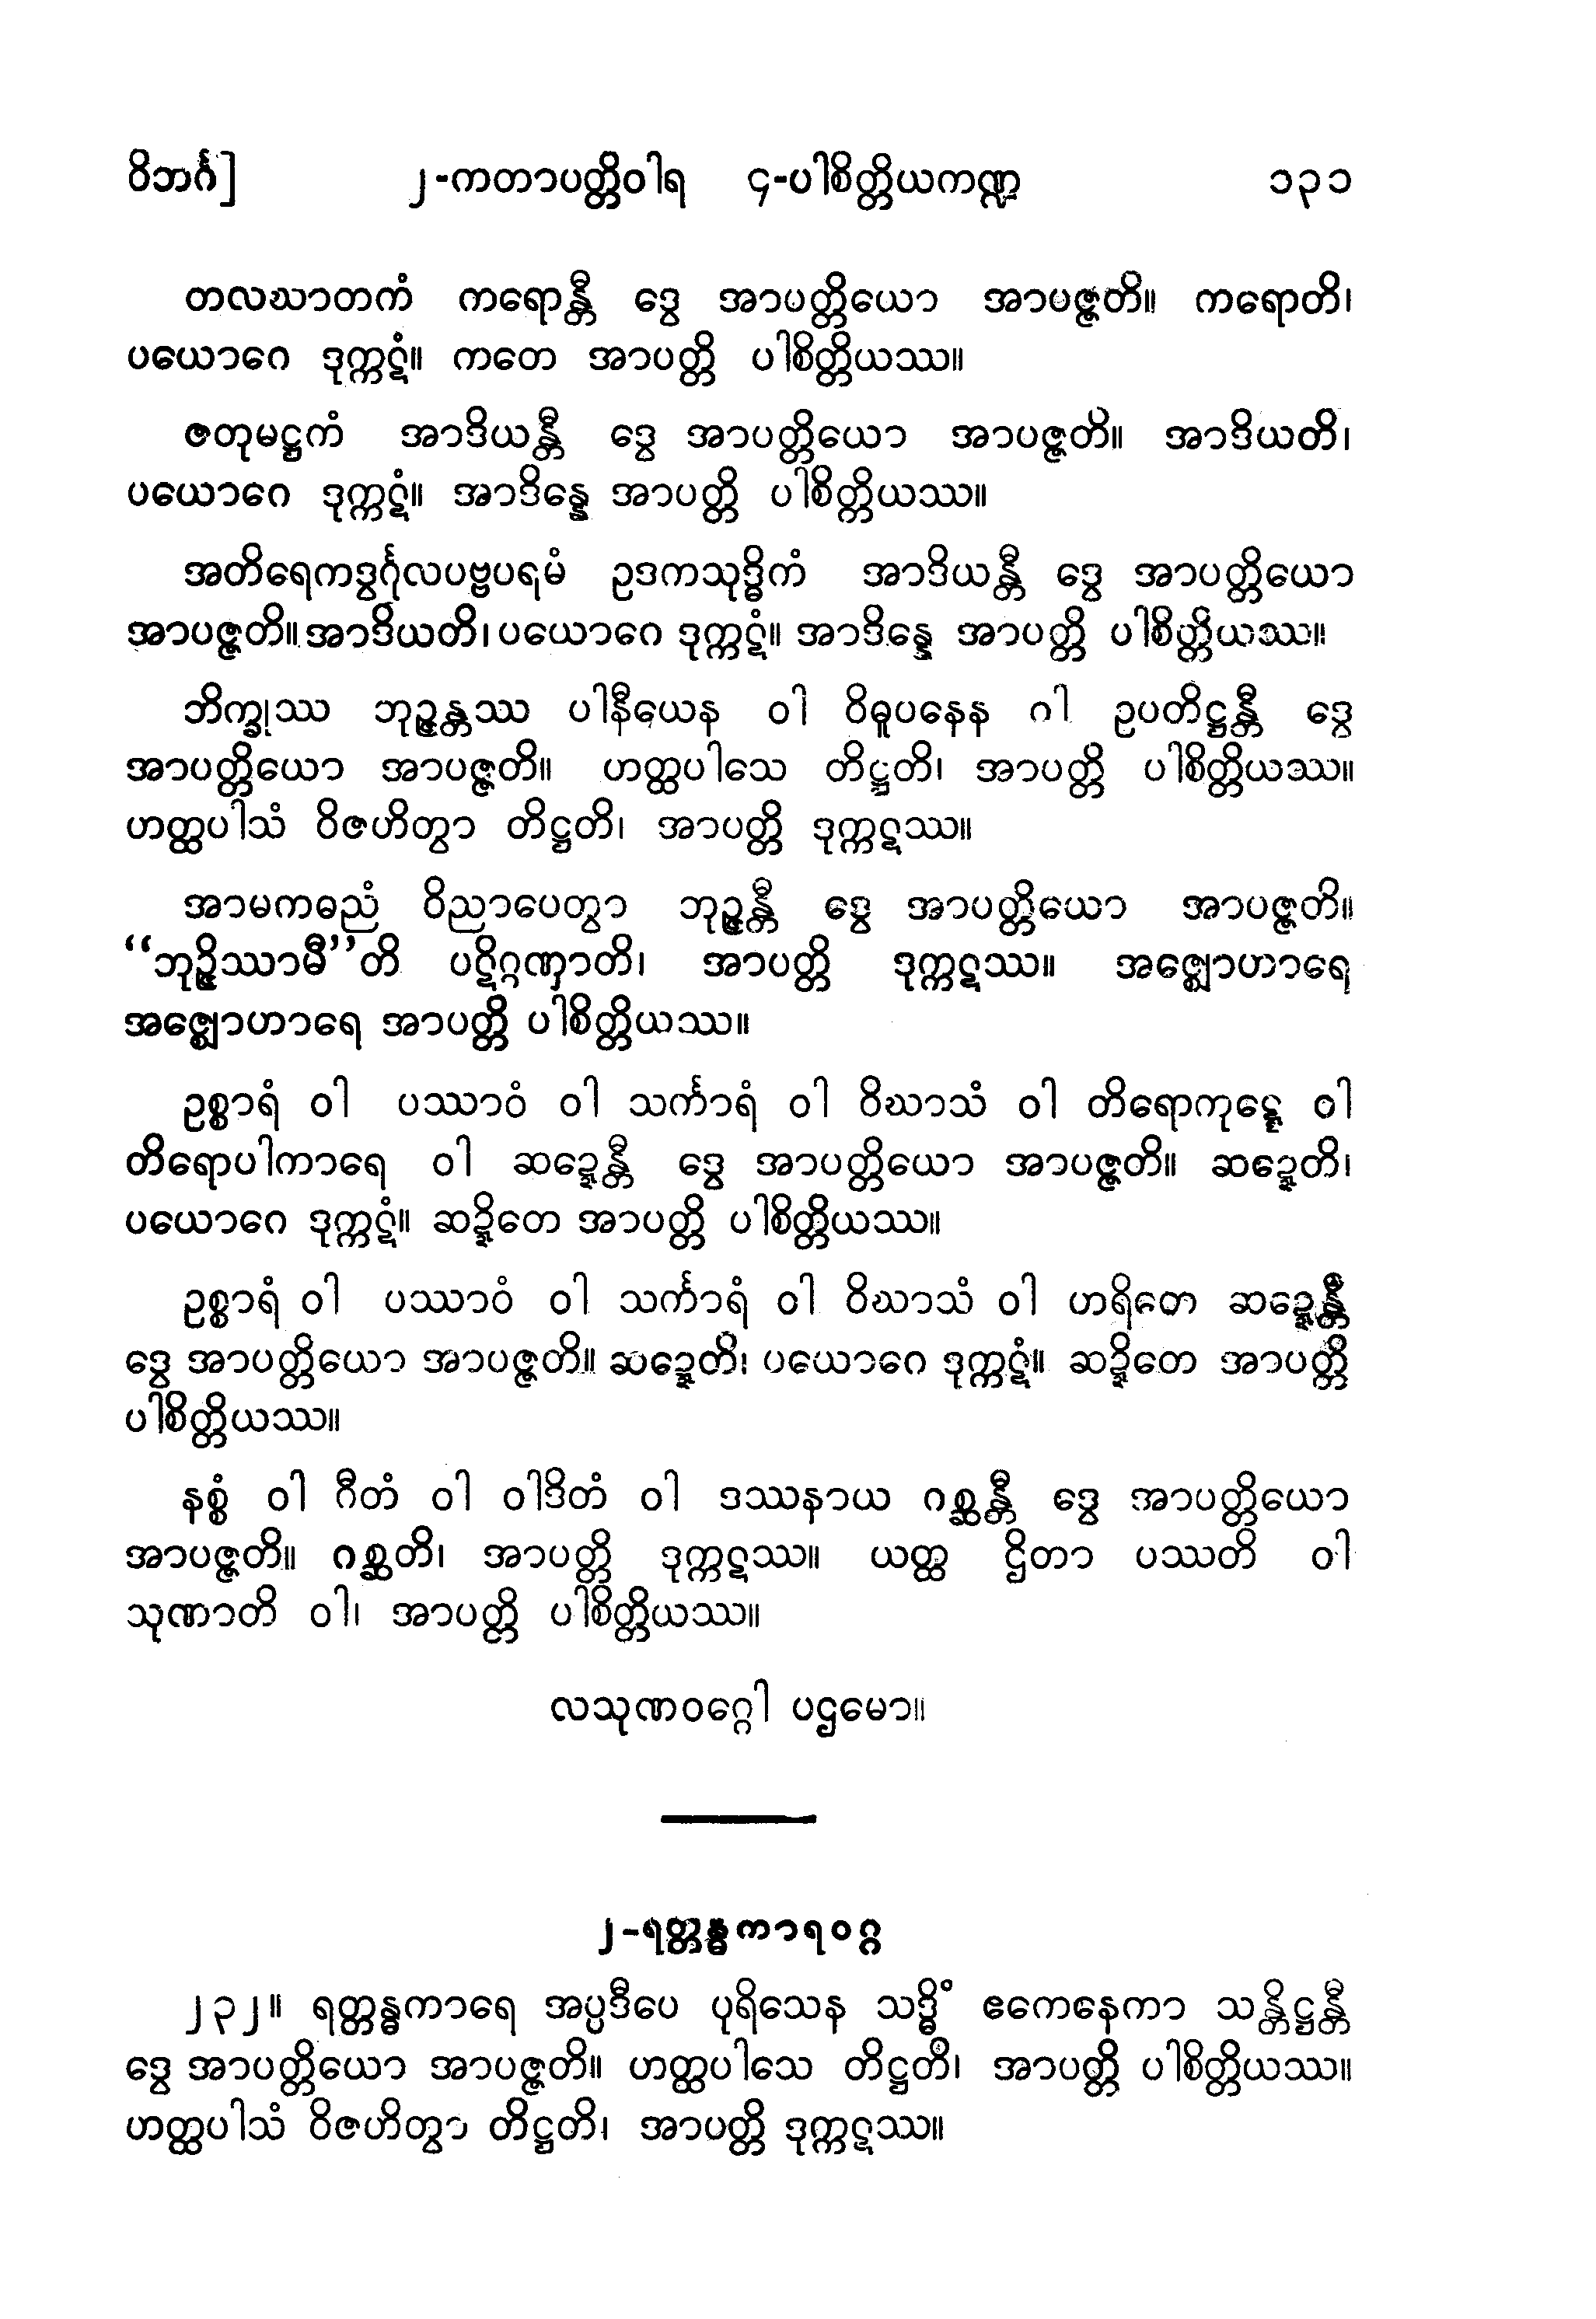 ဝိဘင်္ဂ] ၂-ကတာပတ္တိဝါရ ၄-ပါစိတ္တိယကဏ္ဍ ၁၃၁
တလဃာတကံ ကရောန္တီ ဒွေ အာပတ္တိယော အာပဇ္ဇတိ။ ကရောတိ၊
ပယောဂေ ဒုက္ကဋံ။ ကတေ အာပတ္တိ ပါစိတ္တိယဿ။
ဇတုမဋ္ဌကံ အာဒိယန္တီ ဒွေ အာပတ္တိယော အာပဇ္ဇတိ။ အာဒိယတိ၊
ပယောဂေ ဒုက္ကဋံ။ အာဒိန္နေ အာပတ္တိ ပါစိတ္တိယဿ။
အတိရေကဒွင်္ဂုလပဗ္ဗပရမံ ဥဒကသုဒ္ဓိကံ အာဒိယန္တီ ဒွေ အာပတ္တိယော
အာပဇ္ဇတိ။ အာဒိယတိ၊ ပယောဂေ ဒုက္ကဋံ။ အာဒိန္နေ အာပတ္တိ ပါစိတ္တိယဿ။
ဘိက္ခုဿ ဘုဉ္ဇန္တဿ ပါနီယေန ဝါ ဝိဓူပနေန ဂါ ဥပတိဋ္ဌန္တီ ဒွေ
အာပတ္တိယော အာပဇ္ဇတိ။ ဟတ္ထပါသေ တိဋ္ဌတိ၊ အာပတ္တိ ပါစိတ္တိယဿ။
ဟတ္ထပါသံ ဝိဇဟိတွာ တိဋ္ဌတိ၊ အာပတ္တိ ဒုက္ကဋဿ။
အာမကဓညံ ဝိညာပေတွာ ဘုဉ္ဇန္တီ ဒွေ အာပတ္တိယော အာပဇ္ဇတိ။
“ဘုဉ္ဇိဿာမီ”တိ ပဋိဂ္ဂဏှာတိ၊ အာပတ္တိ ဒုက္ကဋဿ။ အဇ္ဈောဟာရေ
အဇ္ဈောဟာရေ အာပတ္တိ ပါစိတ္တိယဿ။
ဥစ္စာရံ ဝါ ပဿာဝံ ဝါ သင်္ကာရံ ဝါ ဝိဃာသံ ဝါ တိရောကုဋ္ဋေ ဝါ
တိရောပါကာရေ ဝါ ဆဍ္ဍေန္တီ ဒွေ အာပတ္တိယော အာပဇ္ဇတိ။ ဆဍ္ဍေတိ၊
ပယောဂေ ဒုက္ကဋံ။ ဆဍ္ဍိတေ အာပတ္တိ ပါစိတ္တိယဿ။
ဥစ္စာရံ ဝါ ပဿာဝံ ဝါ သင်္ကာရံ ဝါ ဝိဃာသံ ဝါ ဟရိတေ ဆဍ္ဍေန္တီ
ဒွေ အာပတ္တိယော အာပဇ္ဇတိ။ ဆဍ္ဍေတိ၊ ပယောဂေ ဒုက္ကဋံ။ ဆဍ္ဍိတေ အာပတ္တိ
ပါစိတ္တိယဿ။
နစ္စံ ဝါ ဂီတံ ဝါ ဝါဒိတံ ဝါ ဒဿနာယ ဂစ္ဆန္တီ ဒွေ အာပတ္တိယော
အာပဇ္ဇတိ။ ဂစ္ဆတိ၊ အာပတ္တိ ဒုက္ကဋဿ။ ယတ္ထ ဌိတာ ပဿတိ ဝါ
သုဏာတိ ဝါ၊ အာပတ္တိ ပါစိတ္တိယဿ။
လသုဏဝဂ္ဂေါ ပဌမော။
၂-ရတ္တန္ဓကာရဝဂ္ဂ
၂၃၂။ ရတ္တန္ဓကာရေ အပ္ပဒီပေ ပုရိသေန သဒ္ဓိံ ဧကေနေကာ သန္တိဋ္ဌန္တီ
ဒွေ အာပတ္တိယော အာပဇ္ဇတိ။ ဟတ္ထပါသေ တိဋ္ဌတိ၊ အာပတ္တိ ပါစိတ္တိယဿ။
ဟတ္ထပါသံ ဝိဇဟိတွာ တိဋ္ဌတိ၊ အာပတ္တိ ဒုက္ကဋဿ။